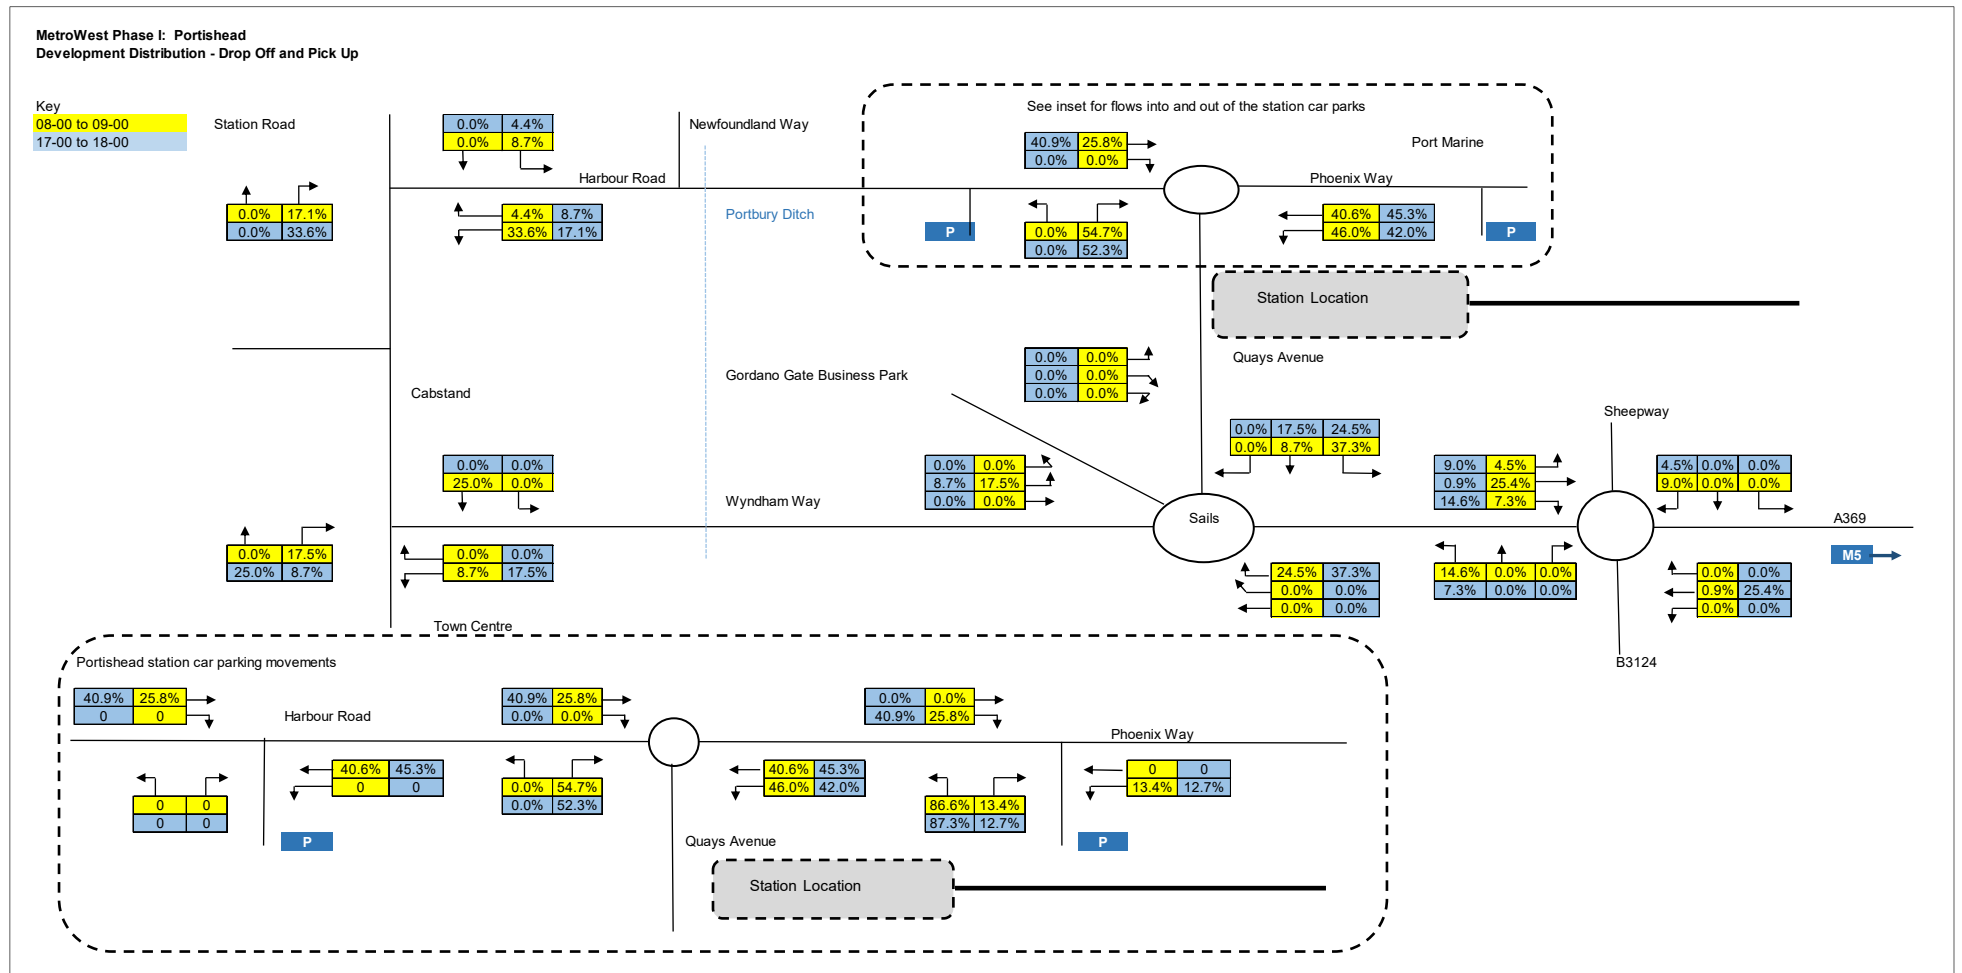 MetroWest Phase I: Portishead
Development Distribution - Drop Off and Pick Up
Key
08-00 to 09-00
17-00 to 18-00
Station Road
0.0% 4.4%
0.0% 8.7%
Newfoundland Way
See inset for flows into and out of the station car parks
40.9% 25.8%
0.0% 0.0%
Port Marine
Harbour Road
Phoenix Way
0.0% 17.1%
0.0% 33.6%
4.4% 8.7%
33.6% 17.1%
Portbury Ditch
P
0.0% 54.7%
0.0% 52.3%
40.6% 45.3%
46.0% 42.0%
P
Station Location
Quays Avenue
Gordano Gate Business Park
0.0% 0.0%
0.0% 0.0%
0.0% 0.0%
Cabstand
Sheepway
0.0% 17.5% 24.5%
0.0% 8.7% 37.3%
0.0% 0.0%
25.0% 0.0%
Wyndham Way
0.0% 0.0%
8.7% 17.5%
0.0% 0.0%
9.0% 4.5%
0.9% 25.4%
14.6% 7.3%
4.5% 0.0% 0.0%
9.0% 0.0% 0.0%
Sails
A369
0.0% 17.5%
25.0% 8.7%
0.0% 0.0%
8.7% 17.5%
M5
24.5% 37.3%
0.0% 0.0%
0.0% 0.0%
14.6% 0.0% 0.0%
7.3% 0.0% 0.0%
0.0% 0.0%
0.9% 25.4%
0.0% 0.0%
Town Centre
B3124
Portishead station car parking movements
40.9% 25.8%
0 0
Harbour Road
40.9% 25.8%
0.0% 0.0%
0.0% 0.0%
40.9% 25.8%
Phoenix Way
0 0
0 0
40.6% 45.3%
0 0
0.0% 54.7%
0.0% 52.3%
40.6% 45.3%
46.0% 42.0%
86.6% 13.4%
87.3% 12.7%
0 0
13.4% 12.7%
P
Quays Avenue
P
Station Location